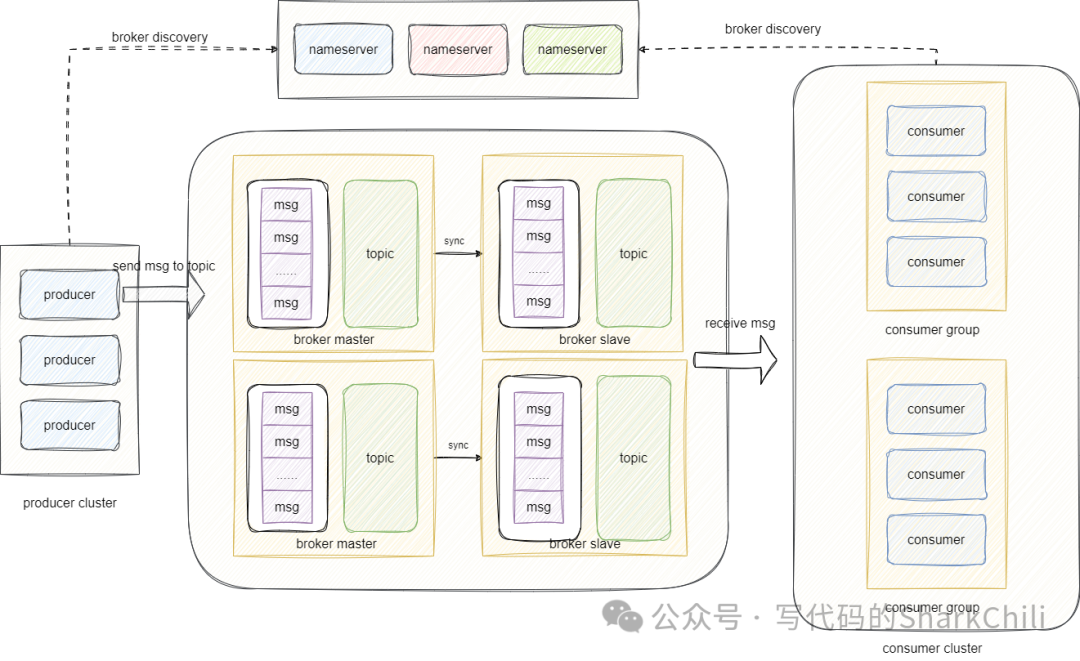 broker discovery
nameserver
nameserver
nameserver
broker discovery
producer
producer
producer
producer cluster
send msg to topic
msg
msg
......
msg
topic
broker master
sync
msg
msg
......
msg
topic
broker slave
msg
msg
......
msg
topic
broker master
sync
msg
msg
......
msg
topic
broker slave
receive msg
consumer
consumer
consumer
consumer group
consumer
consumer
consumer
consumer group
consumer cluster
公众号 · 写代码的SharkChili